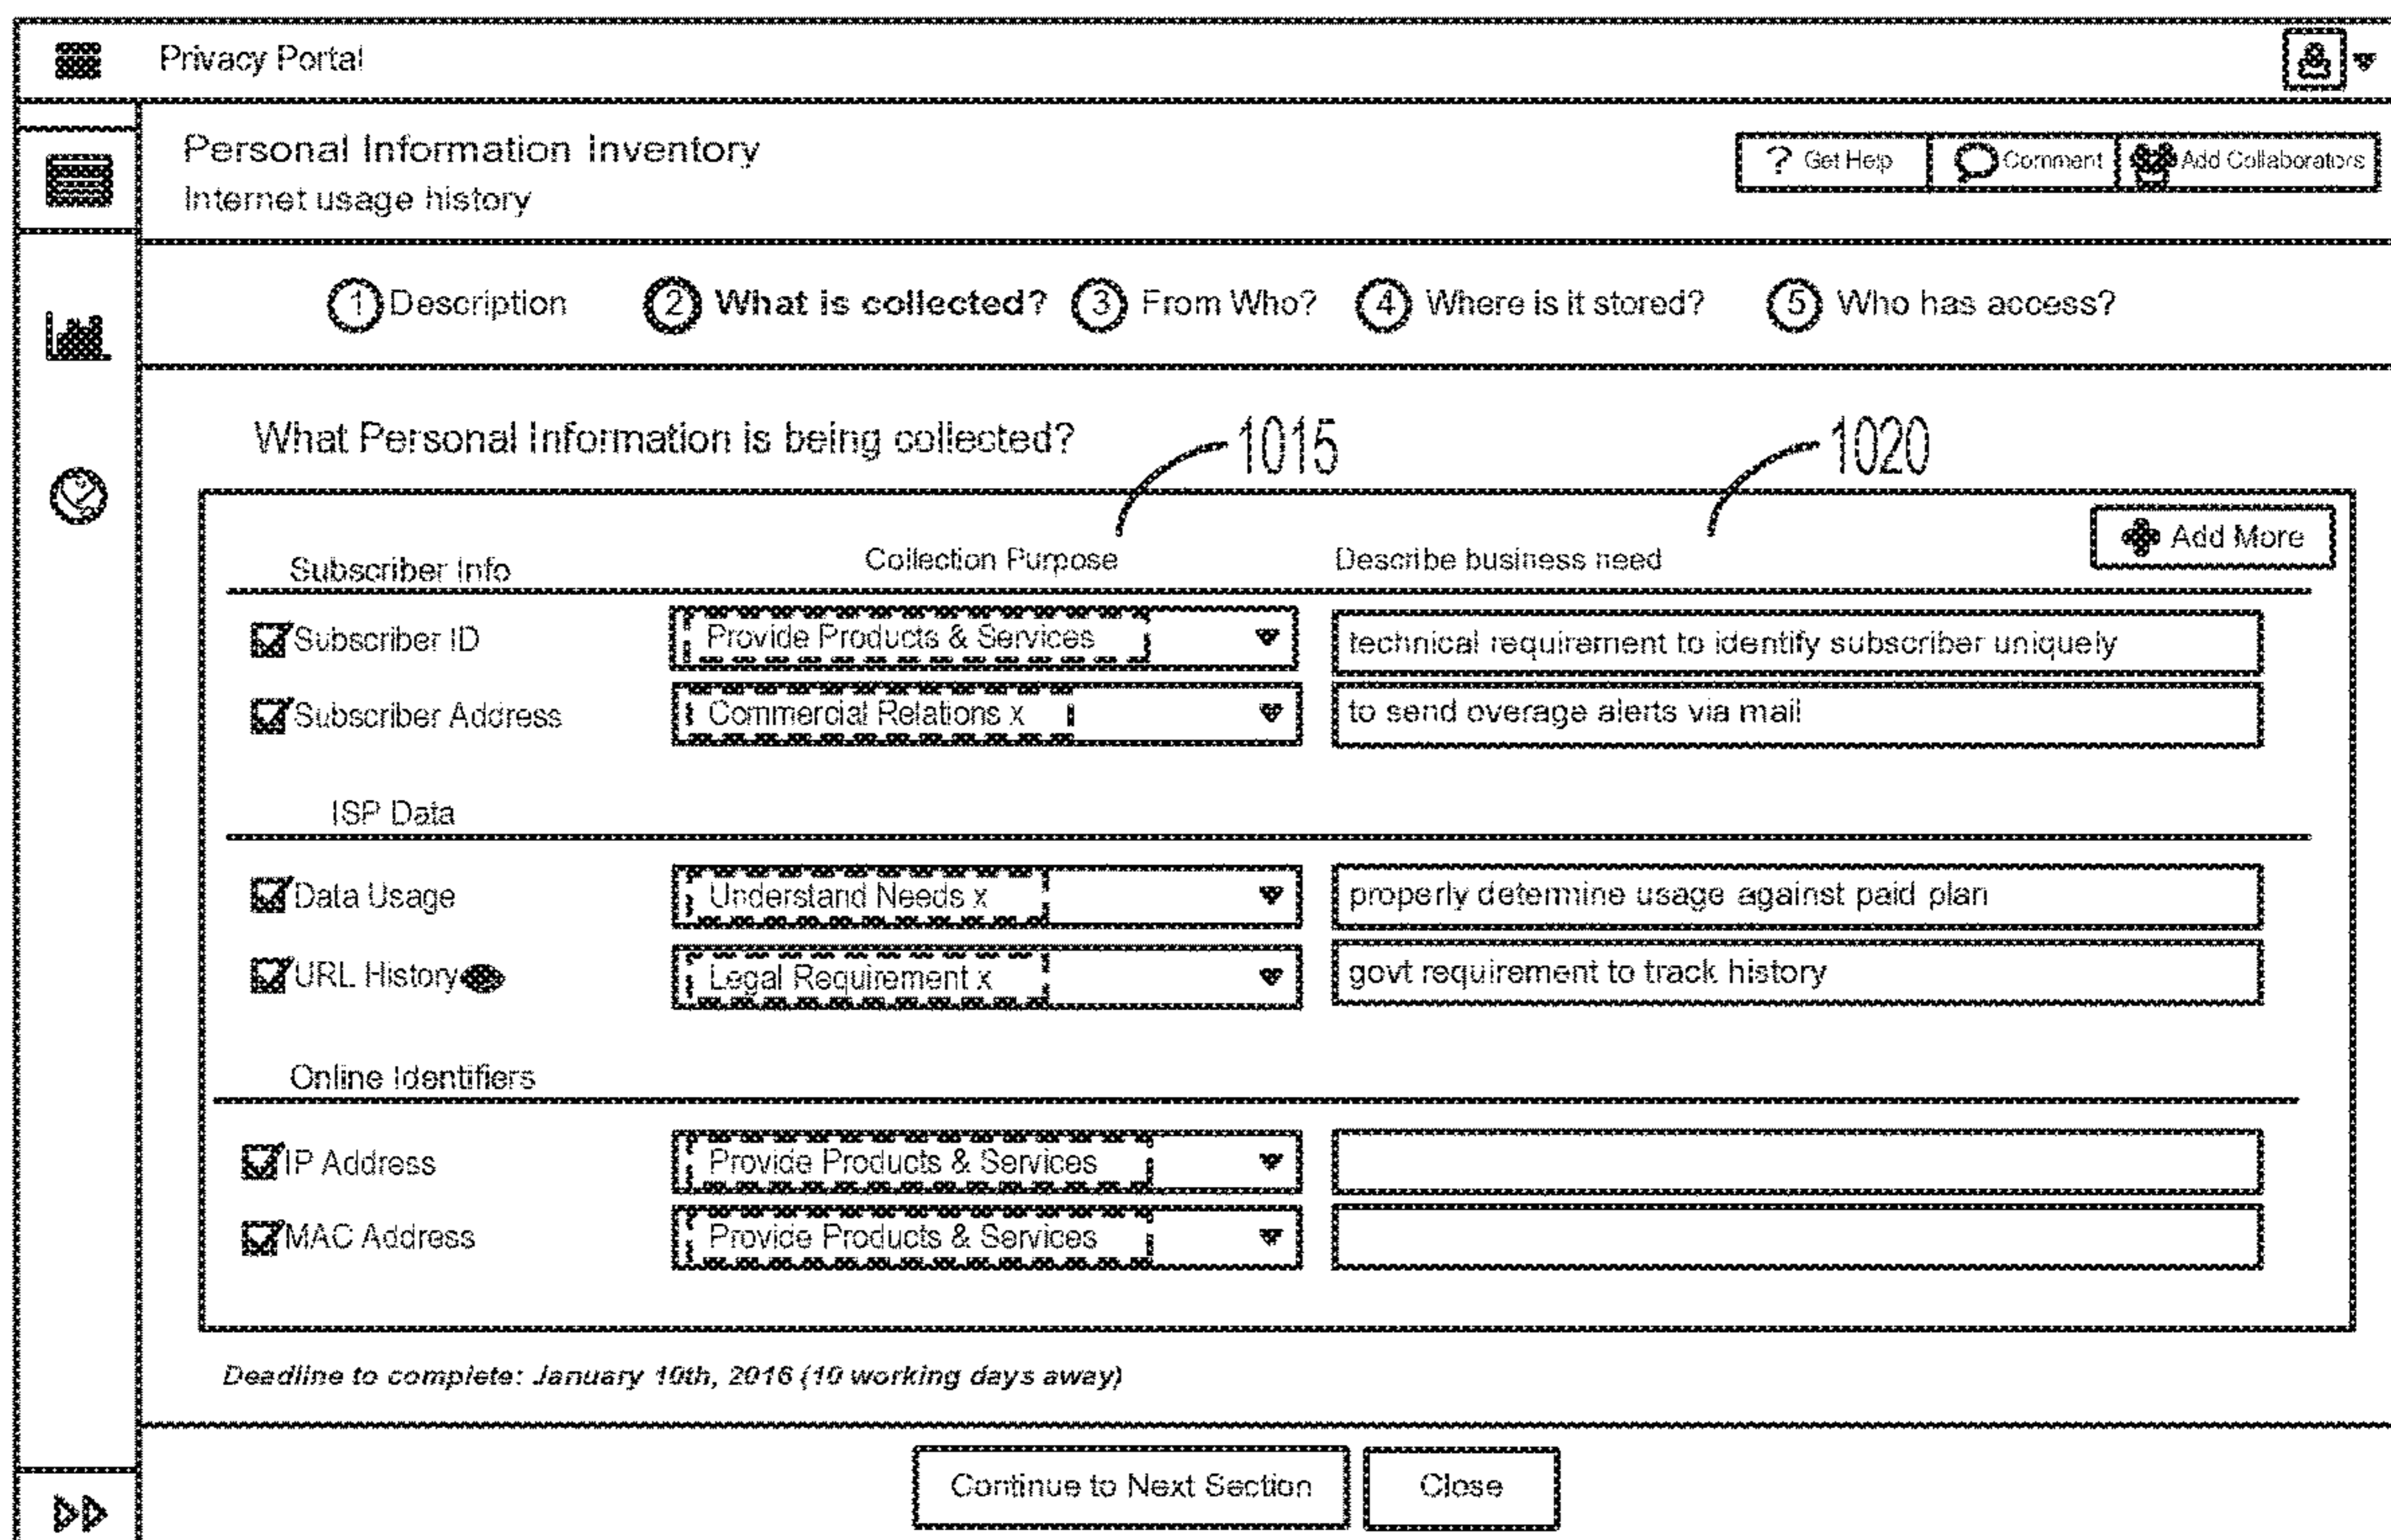 Privacy Portal
Personal Information Inventory
Internet usage history
? Get Help Comment Add Collaborators
1 Description 2 What is collected? 3 From Who? 4 Where is it stored? 5 Who has access?
What Personal Information is being collected? 1015 1020
Add More
Subscriber Info Collection Purpose Describe business need
Subscriber ID Provide Products & Services technical requirement to identify subscriber uniquely
Subscriber Address Commercial Relations x to send overage alerts via mail
ISP Data
Data Usage Understand Needs x properly determine usage against paid plan
URL History Legal Requirement x govt requirement to track history
Online Identifiers
IP Address Provide Products & Services
MAC Address Provide Products & Services
Deadline to complete: January 10th, 2016 (10 working days away)
Continue to Next Section Close